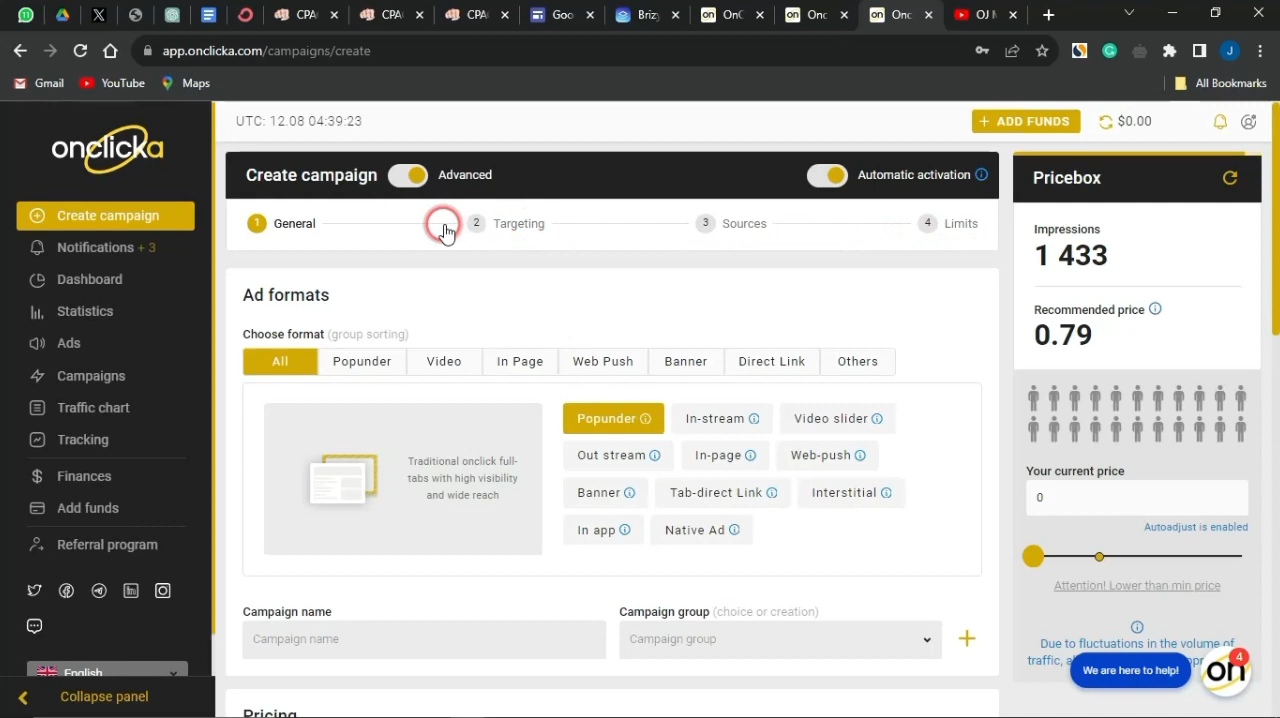 CPA
CPA
CPA
Goo
Brizy
OnC
Onc
Onc
OJ M
app.onclicka.com/campaigns/create
J
Gmail
YouTube
Maps
All Bookmarks
onclicka
UTC: 12.08 04:39:23
+ ADD FUNDS
$0.00
Create campaign
Notifications + 3
Dashboard
Statistics
Ads
Campaigns
Traffic chart
Tracking
Finances
Add funds
Referral program
English
Collapse panel
Create campaign
Advanced
Automatic activation
1 General
2 Targeting
3 Sources
4 Limits
Ad formats
Choose format (group sorting)
All
Popunder
Video
In Page
Web Push
Banner
Direct Link
Others
Traditional onclick full-
tabs with high visibility
and wide reach
Popunder
In-stream
Video slider
Out stream
In-page
Web-push
Banner
Tab-direct Link
Interstitial
In app
Native Ad
Campaign name
Campaign name
Campaign group (choice or creation)
Campaign group
Pricing
Pricebox
Impressions
1 433
Recommended price
0.79
Your current price
0
Autoadjust is enabled
Attention! Lower than min price
Due to fluctuations in the volume of
traffic,
We are here to help!
on
4